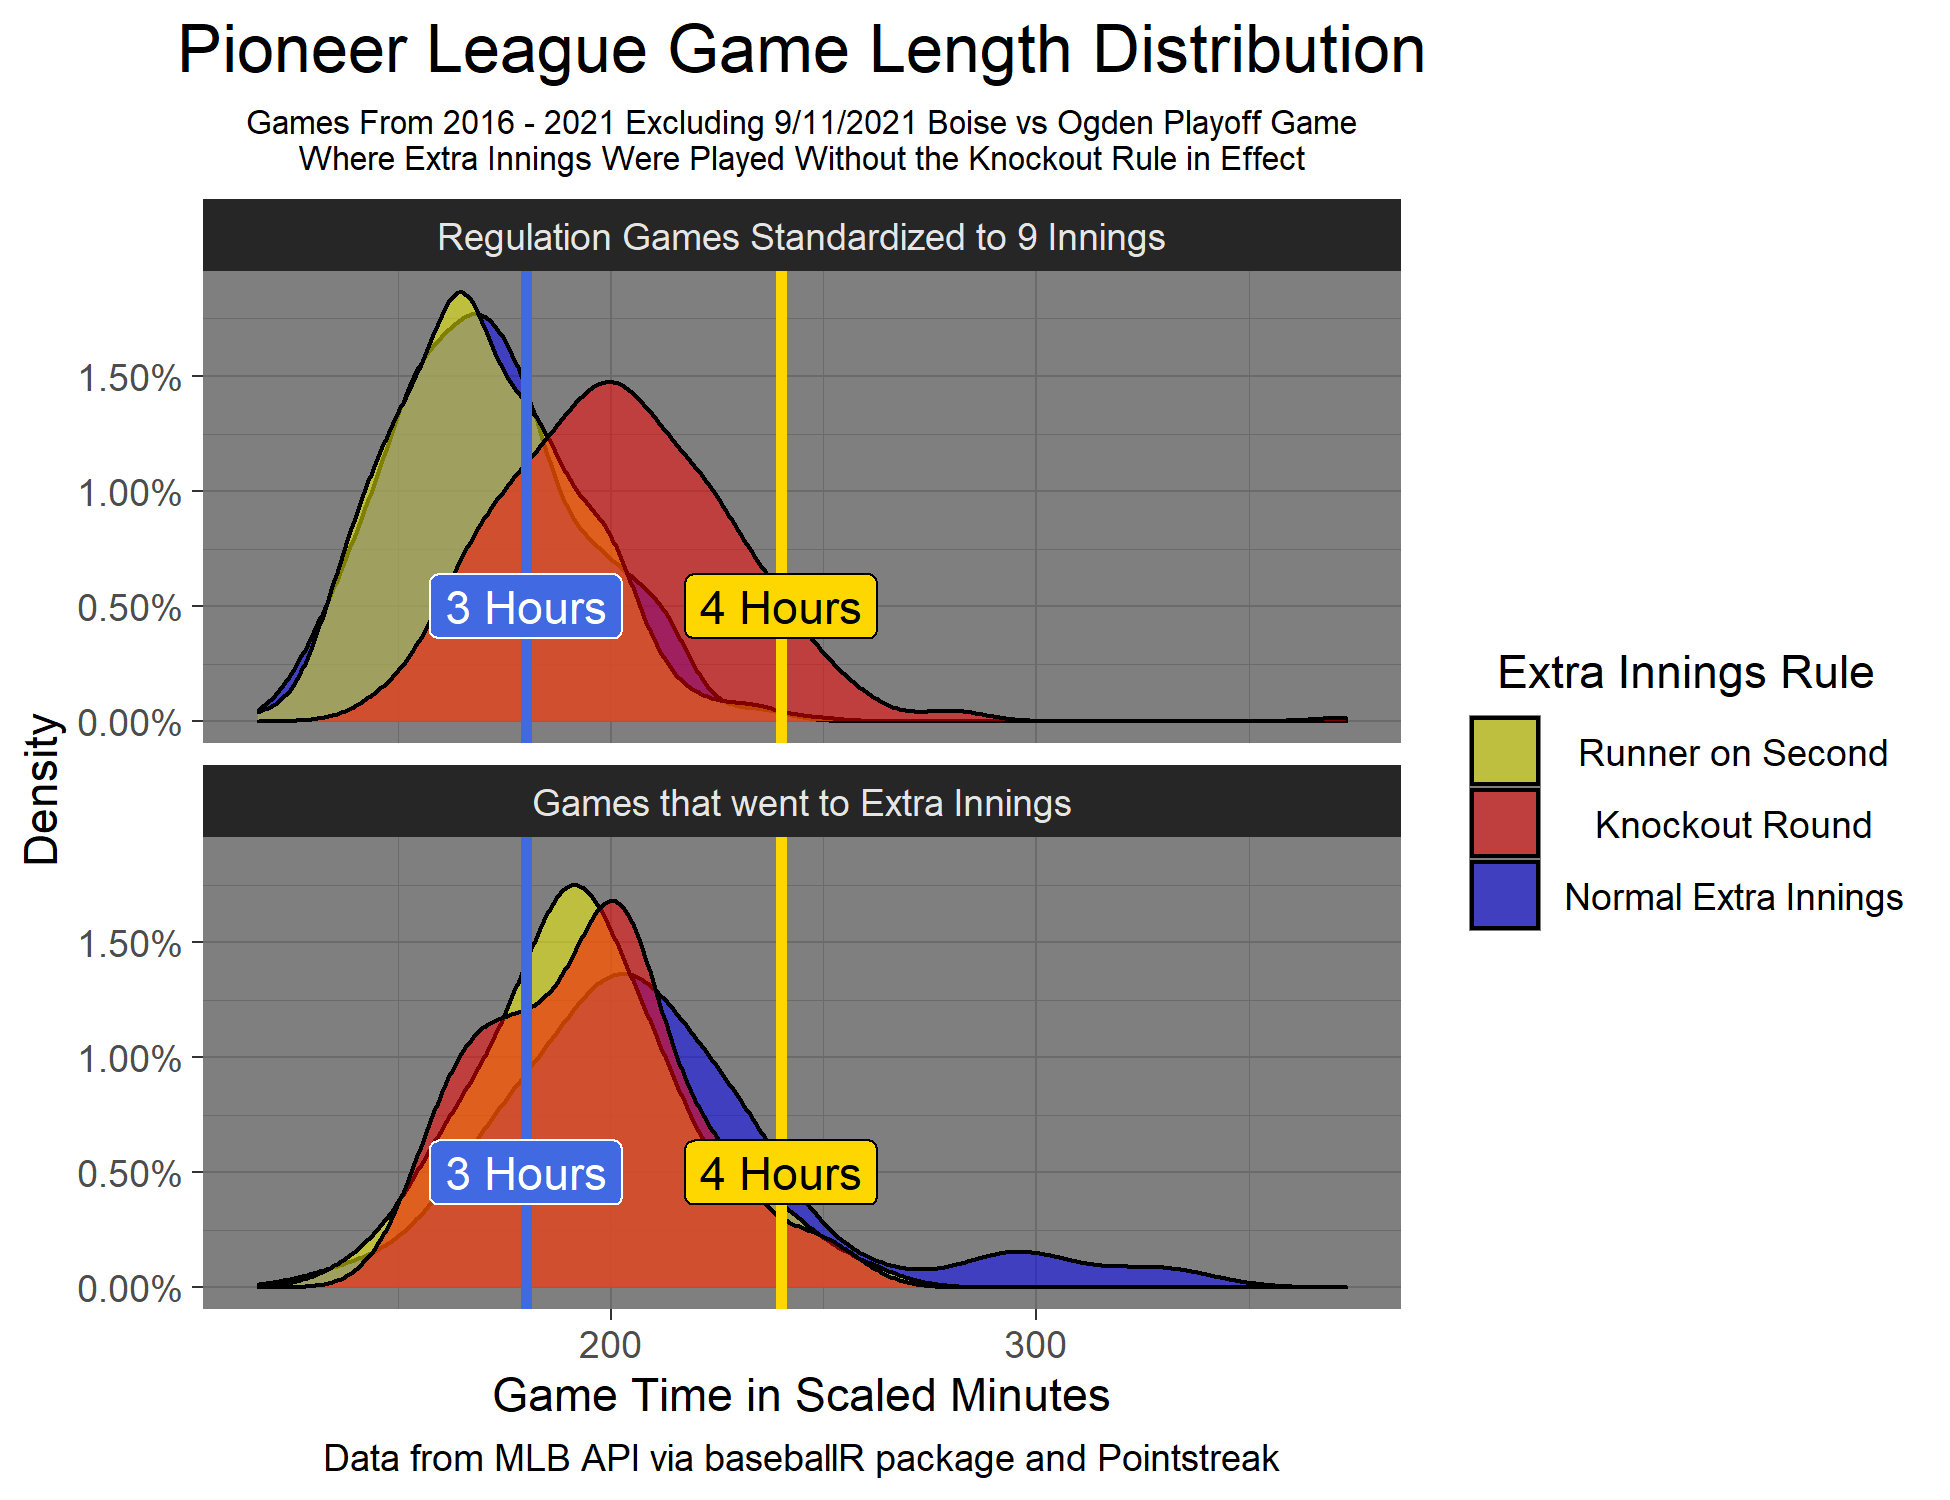 Pioneer League Game Length Distribution
Games From 2016 - 2021 Excluding 9/11/2021 Boise vs Ogden Playoff Game
Where Extra Innings Were Played Without the Knockout Rule in Effect
Regulation Games Standardized to 9 Innings
1.50%
1.00%
0.50%
0.00%
3 Hours
4 Hours
Density
Games that went to Extra Innings
1.50%
1.00%
0.50%
0.00%
3 Hours
4 Hours
200
300
Game Time in Scaled Minutes
Data from MLB API via baseballR package and Pointstreak
Extra Innings Rule
Runner on Second
Knockout Round
Normal Extra Innings